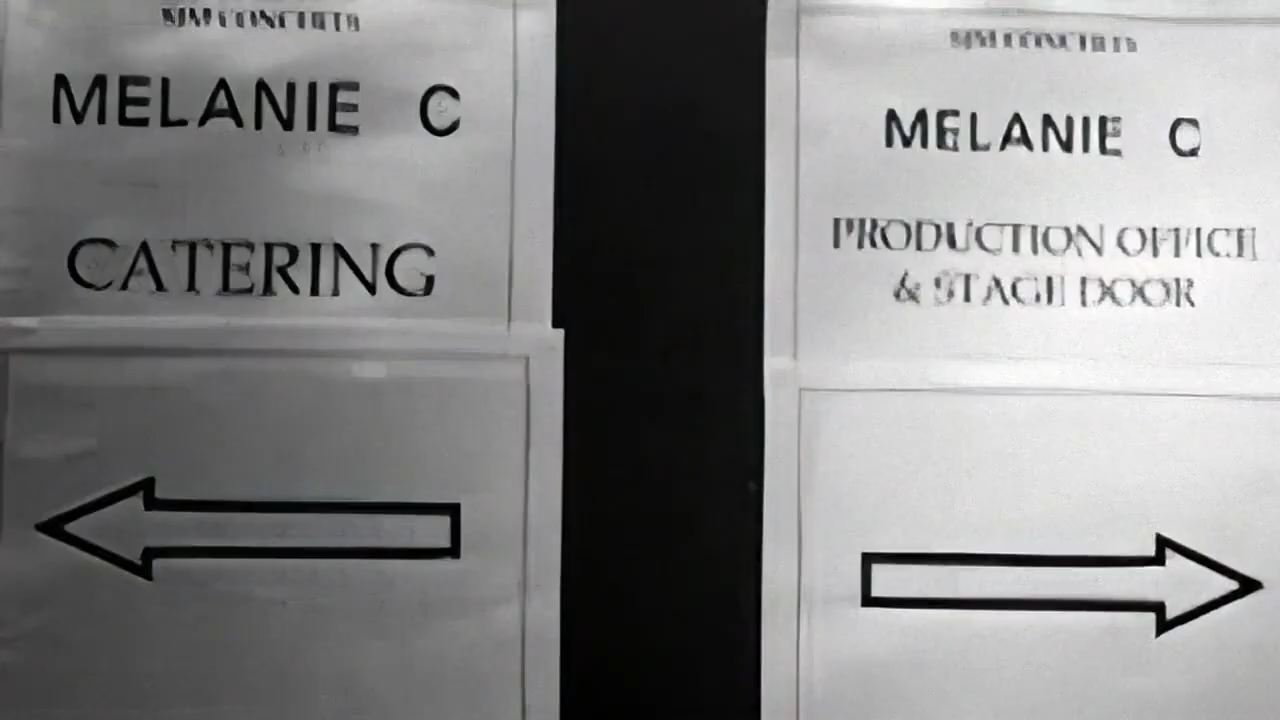 MELANIE C
CATERING
MELANIE C
PRODUCTION OFFICE
& STAGE DOOR